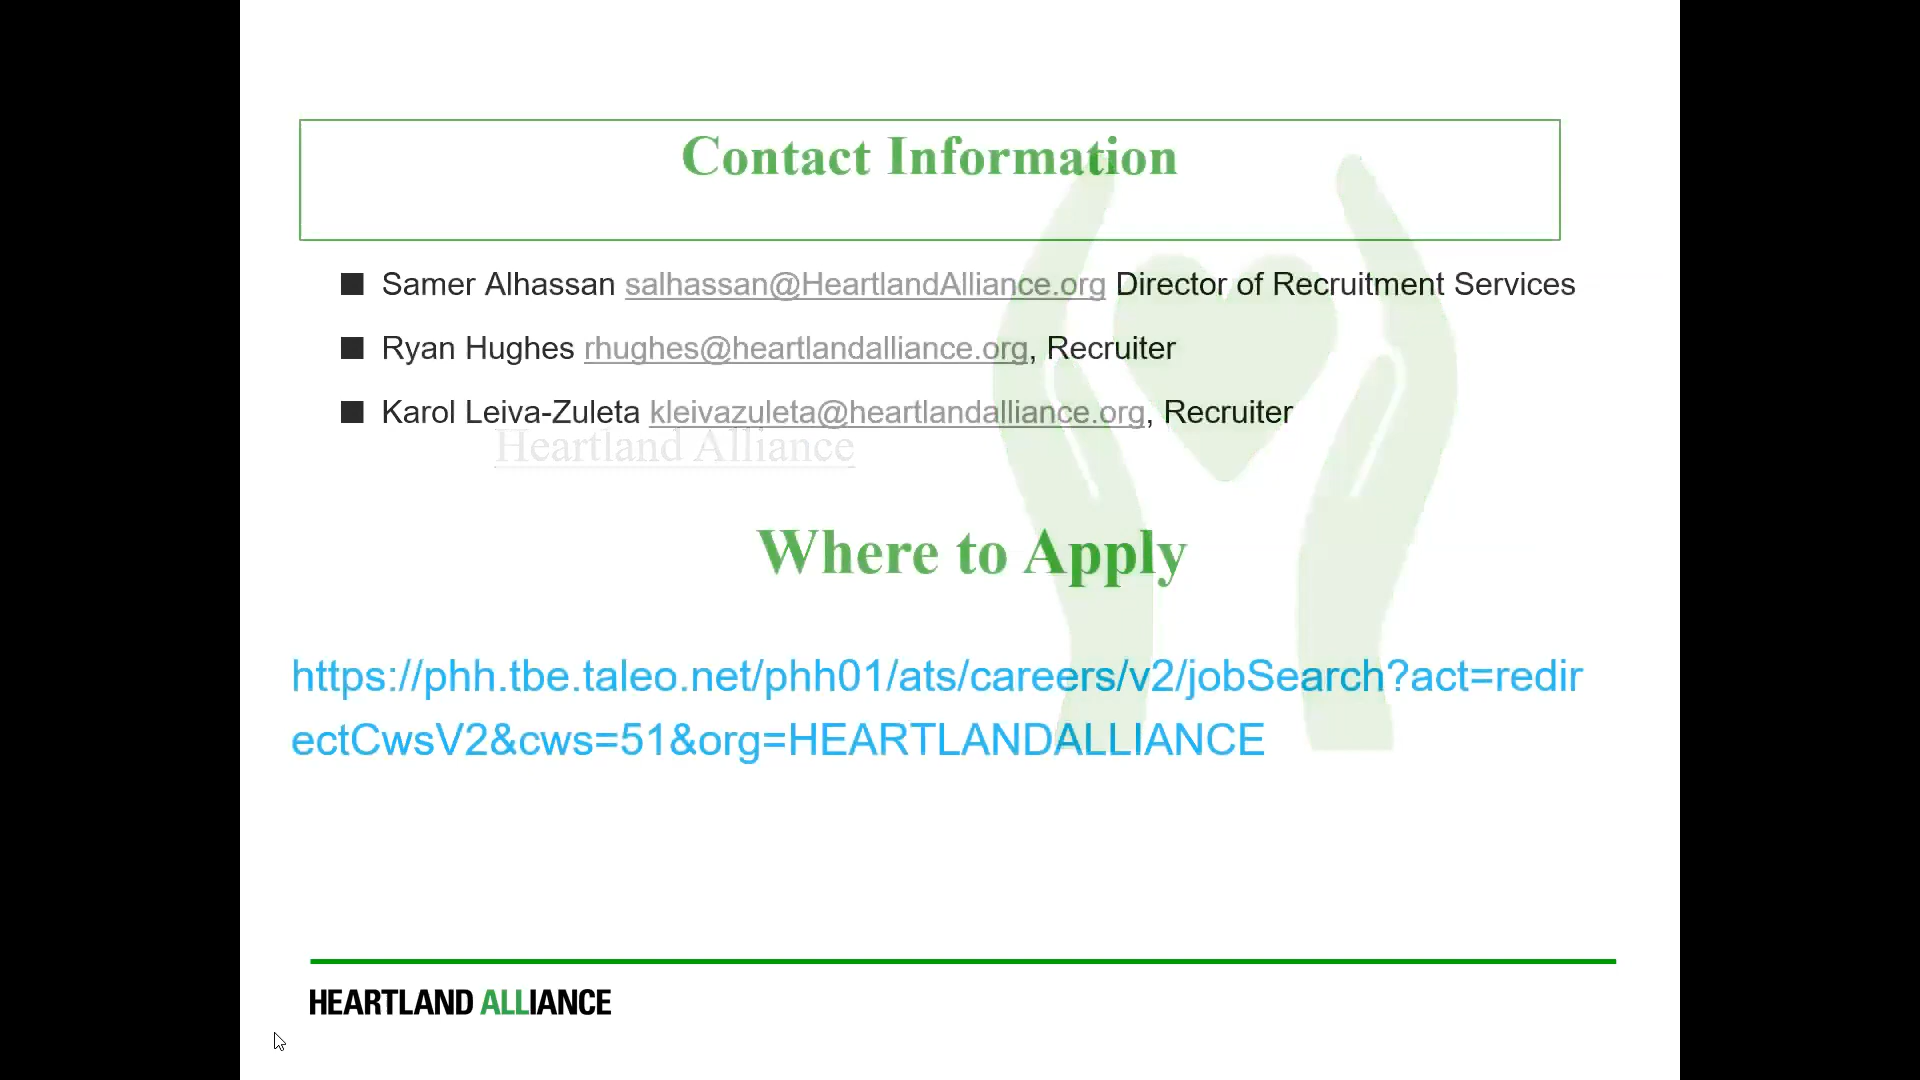 Contact Information
Samer Alhassan salhassan@HeartlandAlliance.org Director of Recruitment Services
Ryan Hughes rhughes@heartlandalliance.org, Recruiter
Karol Leiva-Zuleta kleivazuleta@heartlandalliance.org, Recruiter
Heartland Alliance
Where to Apply
https://phh.tbe.taleo.net/phh01/ats/careers/v2/jobSearch?act=redir
ectCwsV2&cws=51&org=HEARTLANDALLIANCE
HEARTLAND ALLIANCE